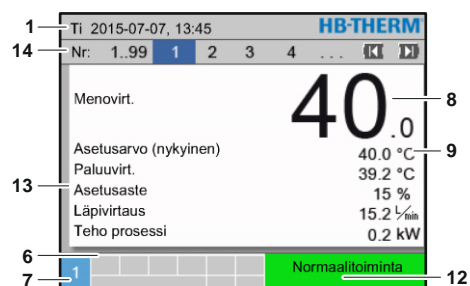 1 Ti 2015-07-07, 13:45 HB-THERM
14 Nr: 1..99 1 2 3 4 ...
Menovirt. 40.0 8
Asetusarvo (nykyinen) 40.0 °C 9
Paluuvirt. 39.2 °C
13 Asetusaste 15 %
Läpivirtaus 15.2 L/min
Teho prosessi 0.2 kW
6
7 1 Normaalitoiminta 12